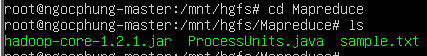 root@ngocphung-master:/mnt/hgfs# cd Mapreduce
root@ngocphung-master:/mnt/hgfs/Mapreduce# ls
hadoop-core-1.2.1.jar ProcessUnits.java sample.txt